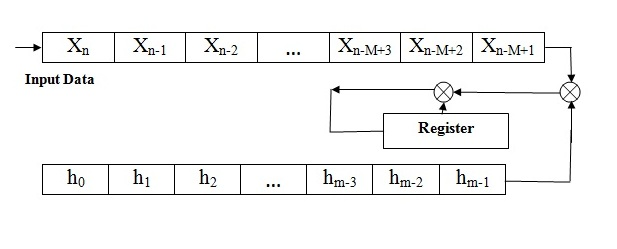 Xn Xn-1 Xn-2 ... Xn-M+3 Xn-M+2 Xn-M+1
Input Data
Register
h0 h1 h2 ... hm-3 hm-2 hm-1